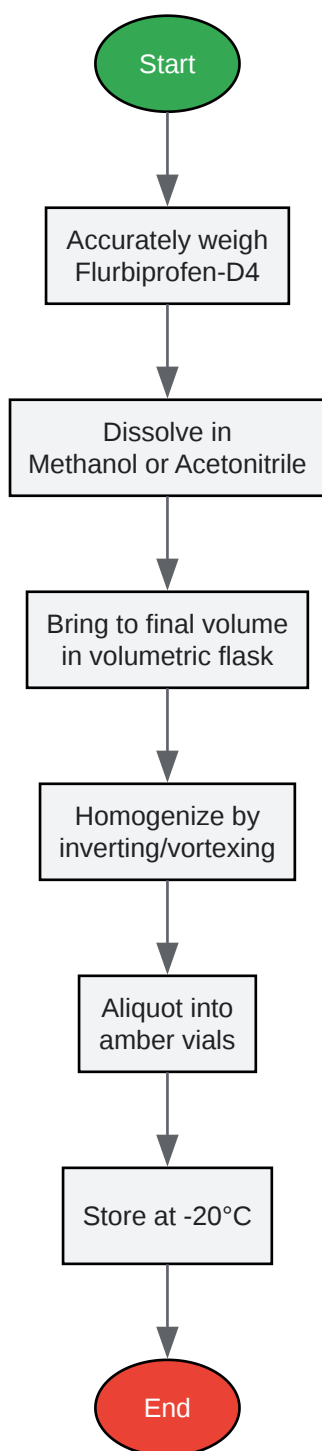 Start
Accurately weigh
Flurbiprofen-D4
Dissolve in
Methanol or Acetonitrile
Bring to final volume
in volumetric flask
Homogenize by
inverting/vortexing
Aliquot into
amber vials
Store at -20°C
End